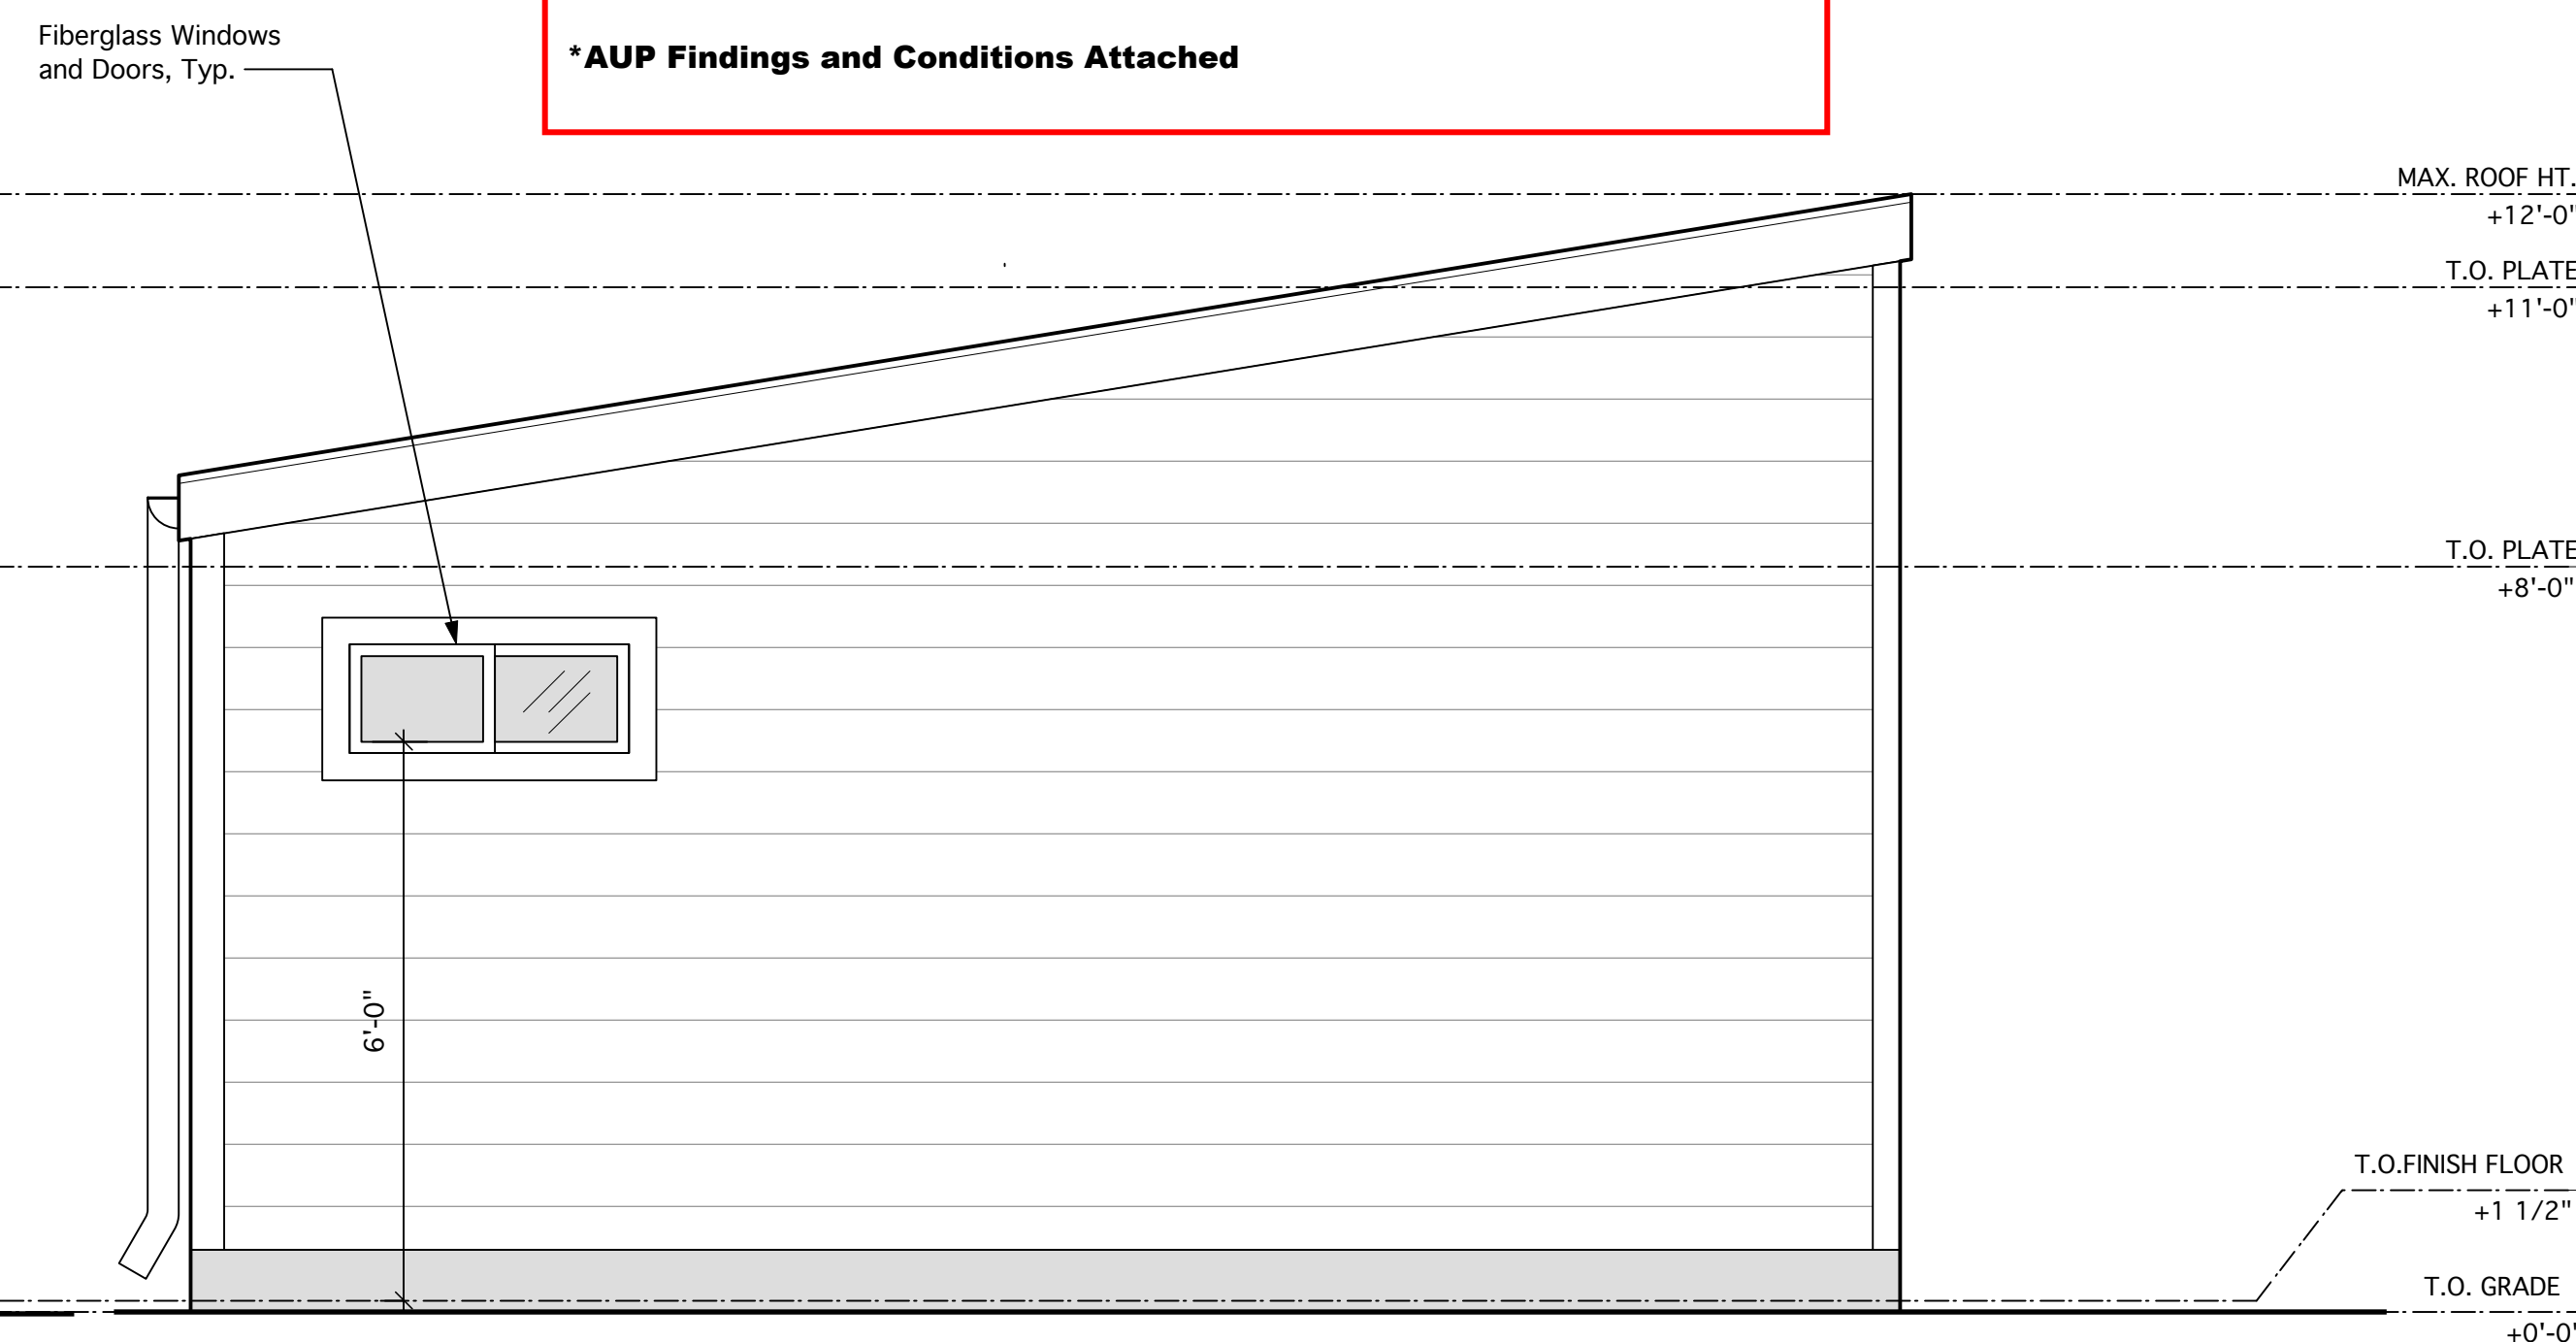 Fiberglass Windows
and Doors, Typ.
*AUP Findings and Conditions Attached
MAX. ROOF HT.
+12'-0"
T.O. PLATE
+11'-0"
T.O. PLATE
+8'-0"
6'-0"
T.O.FINISH FLOOR
+1 1/2"
T.O. GRADE
+0'-0"